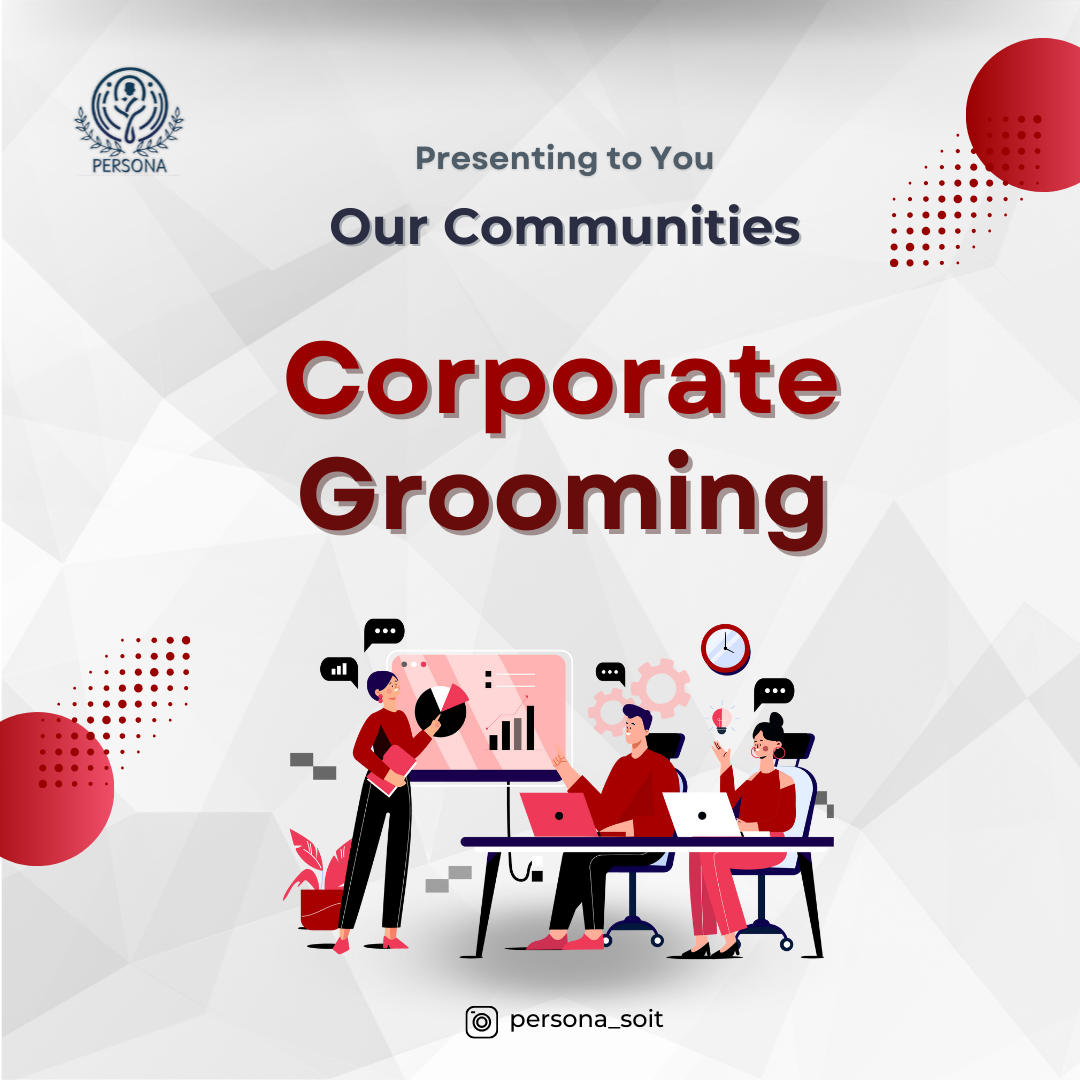 PERSONA
Presenting to You
Our Communities
Corporate
Grooming
persona_soit